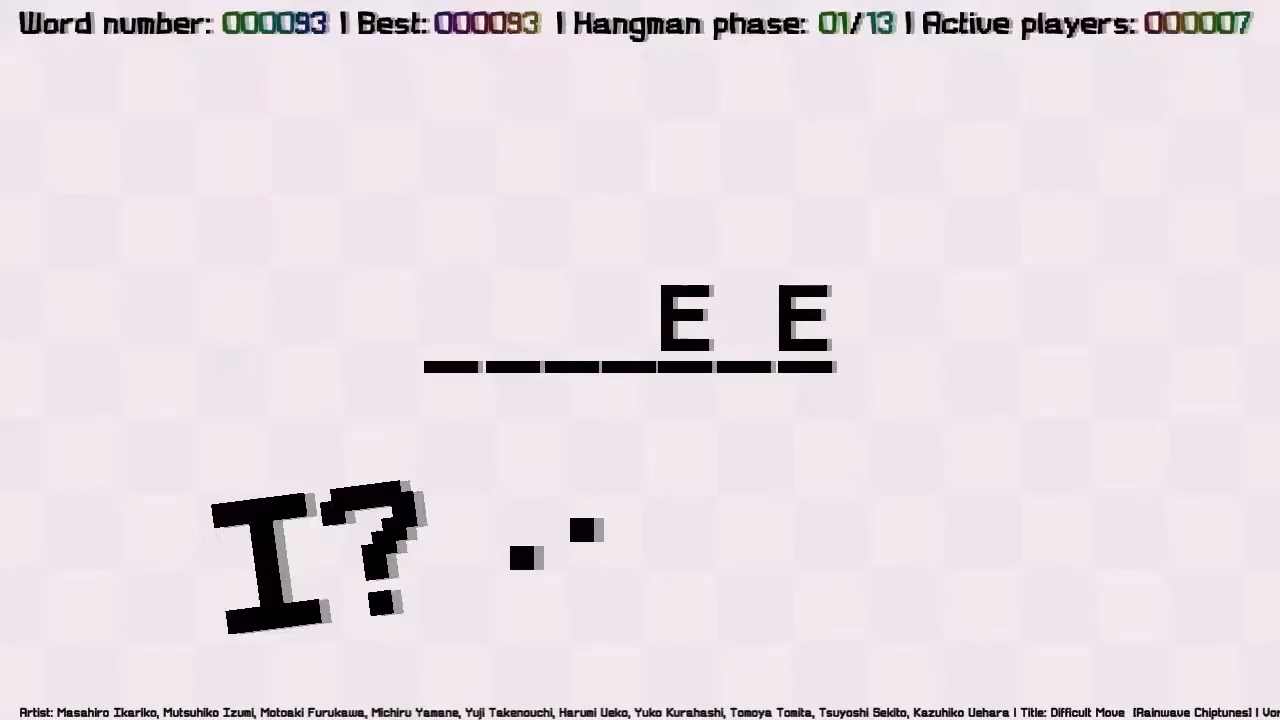 Word number: 000093 | Best: 000093 | Hangman phase: 01/13 | Active players: 000007
E E
I?
Artist: Masahiro Ikariko, Mutsuhiko Izumi, Motoaki Furukawa, Michiru Yamane, Yuji Takenouchi, Harumi Ueko, Yuko Kurahashi, Tomoya Tomita, Tsuyoshi Sekito, Kazuhiko Uehara | Title: Difficult Move [Rainwave Chiptunes] | Vo